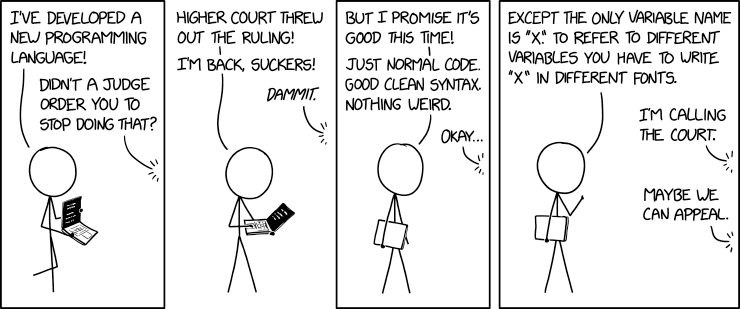 I'VE DEVELOPED A
NEW PROGRAMMING
LANGUAGE!
DIDN'T A JUDGE
ORDER YOU TO
STOP DOING THAT?
HIGHER COURT THREW
OUT THE RULING!
I'M BACK, SUCKERS!
DAMMIT.
BUT I PROMISE IT'S
GOOD THIS TIME!
JUST NORMAL CODE.
GOOD CLEAN SYNTAX.
NOTHING WEIRD.
OKAY...
EXCEPT THE ONLY VARIABLE NAME
IS "X." TO REFER TO DIFFERENT
VARIABLES YOU HAVE TO WRITE
"X" IN DIFFERENT FONTS.
I'M CALLING
THE COURT.
MAYBE WE
CAN APPEAL.